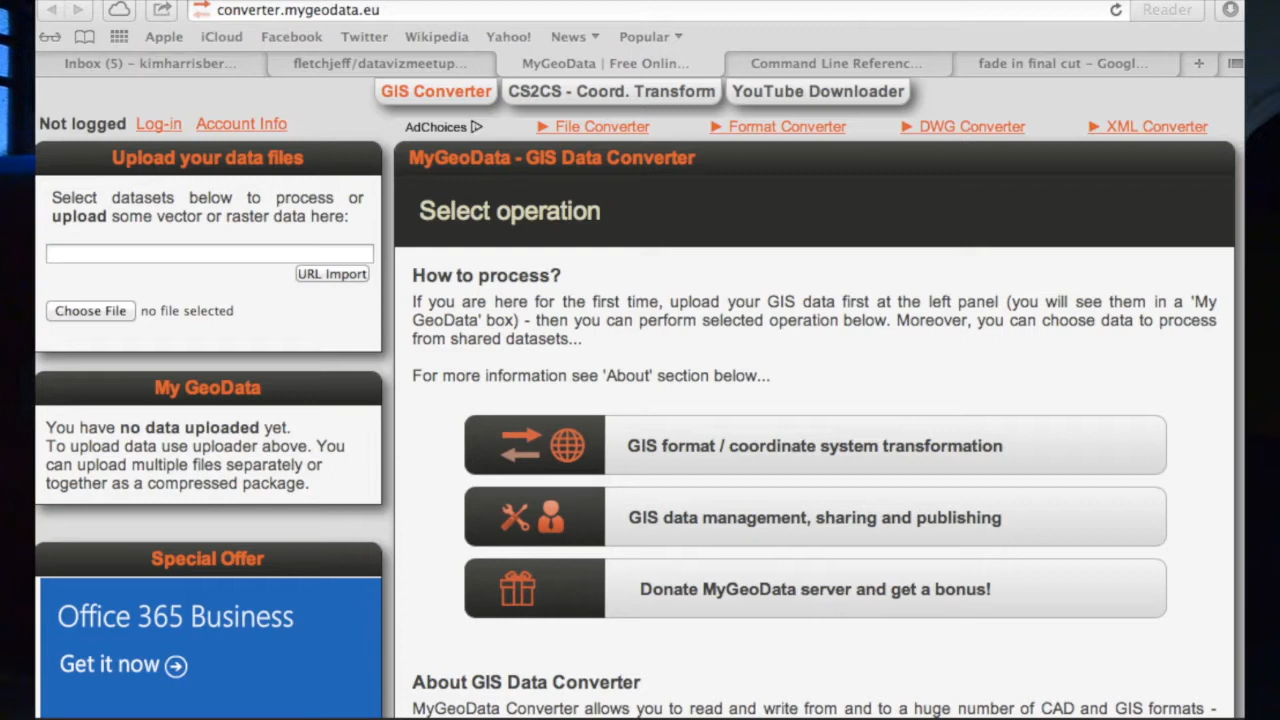 converter.mygeodata.eu
Reader
Apple iCloud Facebook Twitter Wikipedia Yahoo! News Popular
Inbox (5) – kimharrisber...
fletchjeff/datavizmeetup...
MyGeoData | Free Onlin...
Command Line Referenc...
fade in final cut – Googl...
GIS Converter
CS2CS - Coord. Transform
YouTube Downloader
Not logged Log-in Account Info
AdChoices
File Converter
Format Converter
DWG Converter
XML Converter
Upload your data files
Select datasets below to process or
upload some vector or raster data here:
URL Import
Choose File no file selected
My GeoData
You have no data uploaded yet.
To upload data use uploader above. You
can upload multiple files separately or
together as a compressed package.
Special Offer
Office 365 Business
Get it now
MyGeoData - GIS Data Converter
Select operation
How to process?
If you are here for the first time, upload your GIS data first at the left panel (you will see them in a 'My
GeoData' box) - then you can perform selected operation below. Moreover, you can choose data to process
from shared datasets...
For more information see 'About' section below...
GIS format / coordinate system transformation
GIS data management, sharing and publishing
Donate MyGeoData server and get a bonus!
About GIS Data Converter
MyGeoData Converter allows you to read and write from and to a huge number of CAD and GIS formats -